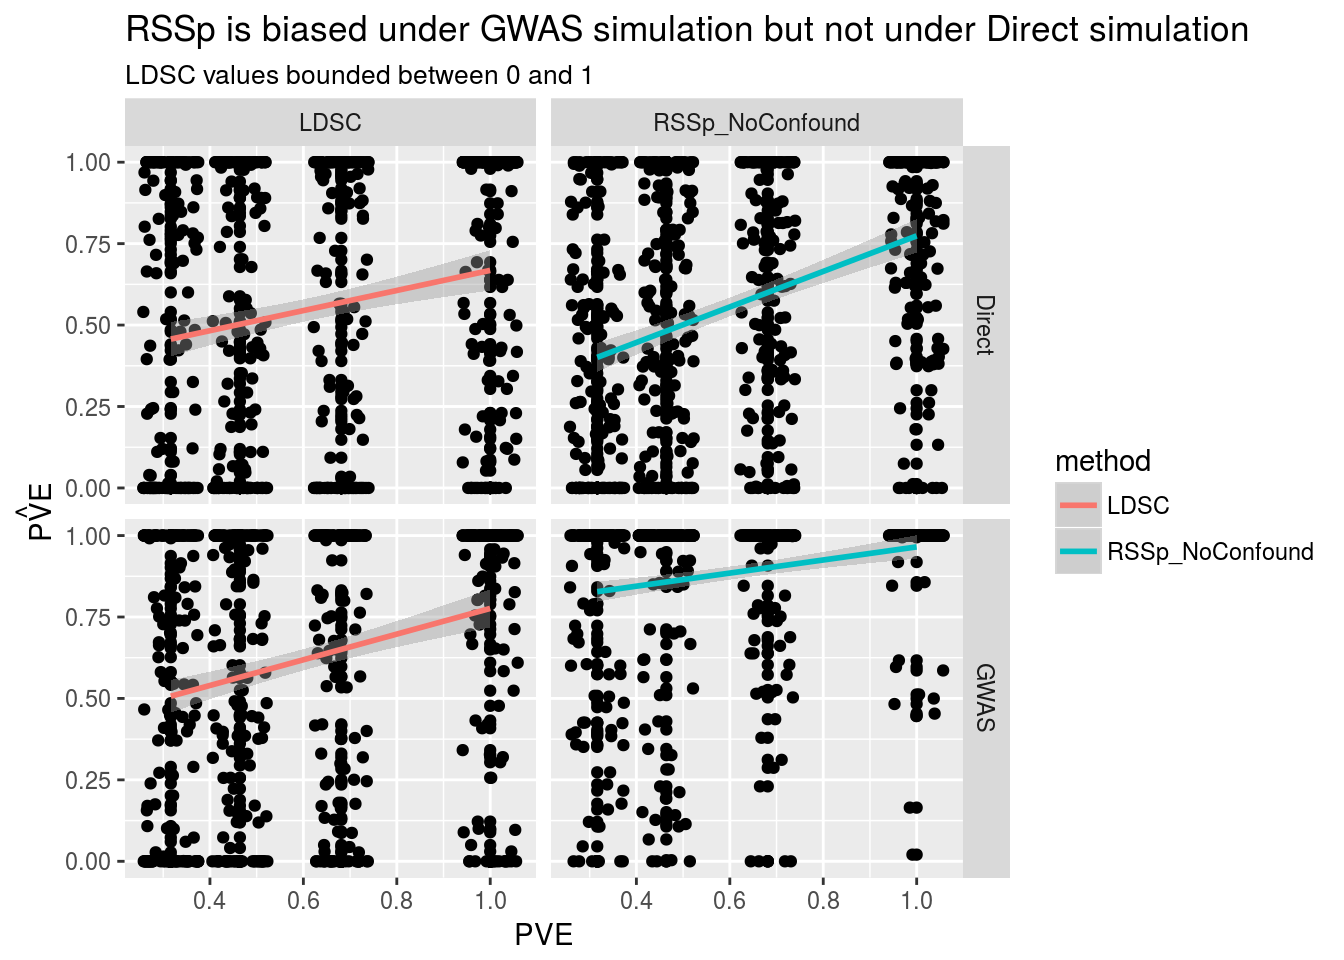 RSSp is biased under GWAS simulation but not under Direct simulation
LDSC values bounded between 0 and 1
LDSC
RSSp_NoConfound
1.00
0.75
0.50
0.25
0.00
Direct
1.00
0.75
0.50
0.25
0.00
GWAS
PV̂E
0.4 0.6 0.8 1.0
0.4 0.6 0.8 1.0
PVE
method
LDSC
RSSp_NoConfound